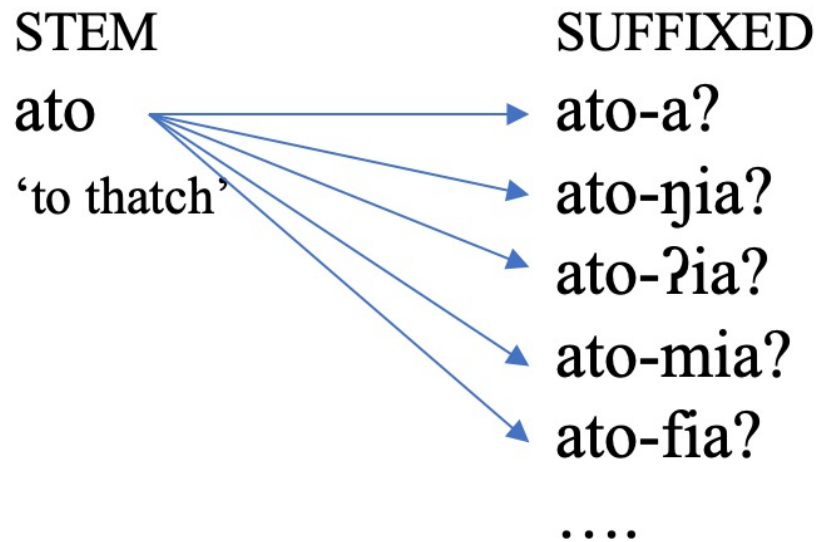 STEM SUFFIXED
ato ato-a?
‘to thatch’ ato-ŋia?
ato-ʔia?
ato-mia?
ato-fia?
….